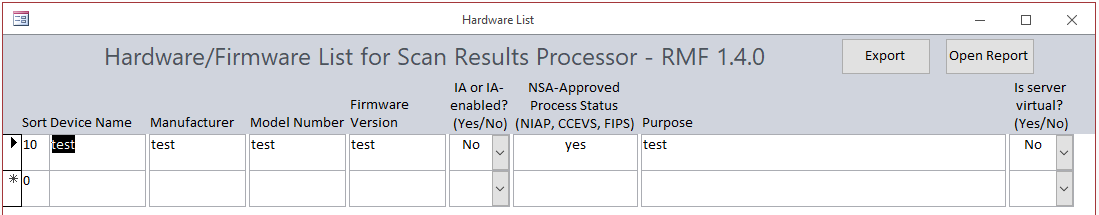 Hardware List
Hardware/Firmware List for Scan Results Processor - RMF 1.4.0
Export
Open Report
Sort
Device Name
Manufacturer
Model Number
Firmware
Version
IA or IA-
enabled?
(Yes/No)
NSA-Approved
Process Status
(NIAP, CCEVS, FIPS)
Purpose
Is server
virtual?
(Yes/No)
10 test test test test No yes test No
* 0